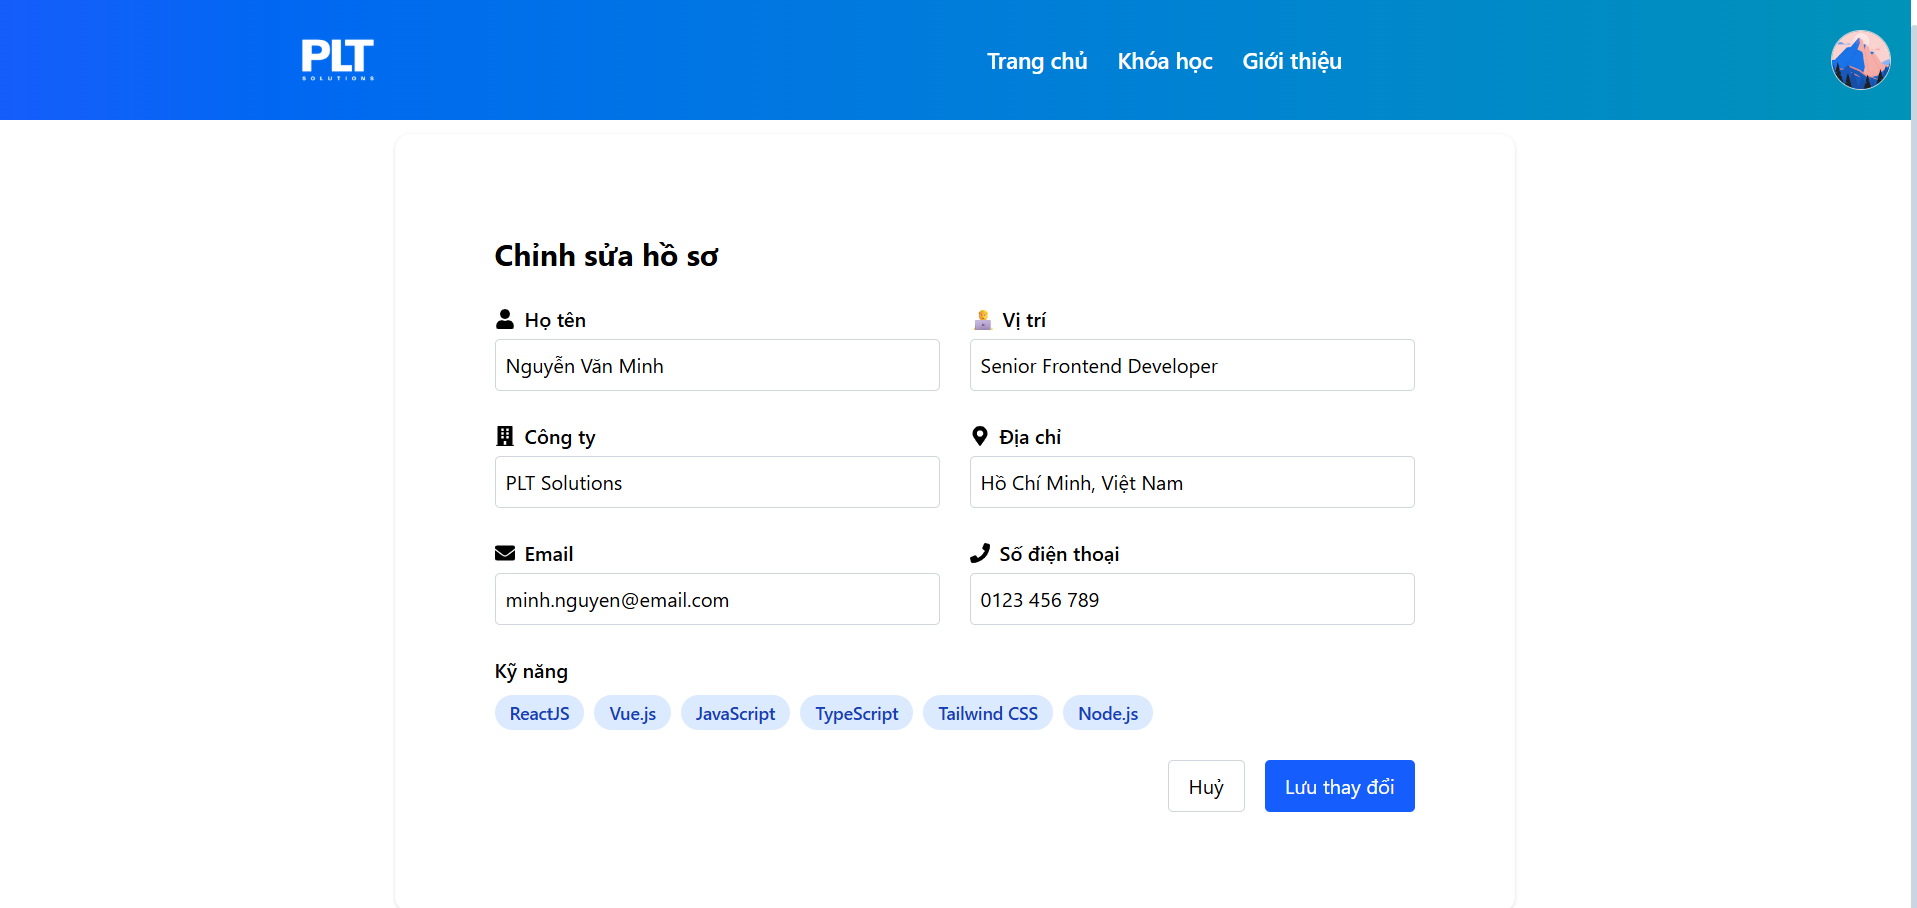 PLT
SOLUTIONS
Trang chủ Khóa học Giới thiệu
Chỉnh sửa hồ sơ
Họ tên
Vị trí
Nguyễn Văn Minh
Senior Frontend Developer
Công ty
Địa chỉ
PLT Solutions
Hồ Chí Minh, Việt Nam
Email
Số điện thoại
minh.nguyen@email.com
0123 456 789
Kỹ năng
ReactJS Vue.js JavaScript TypeScript Tailwind CSS Node.js
Huỷ Lưu thay đổi